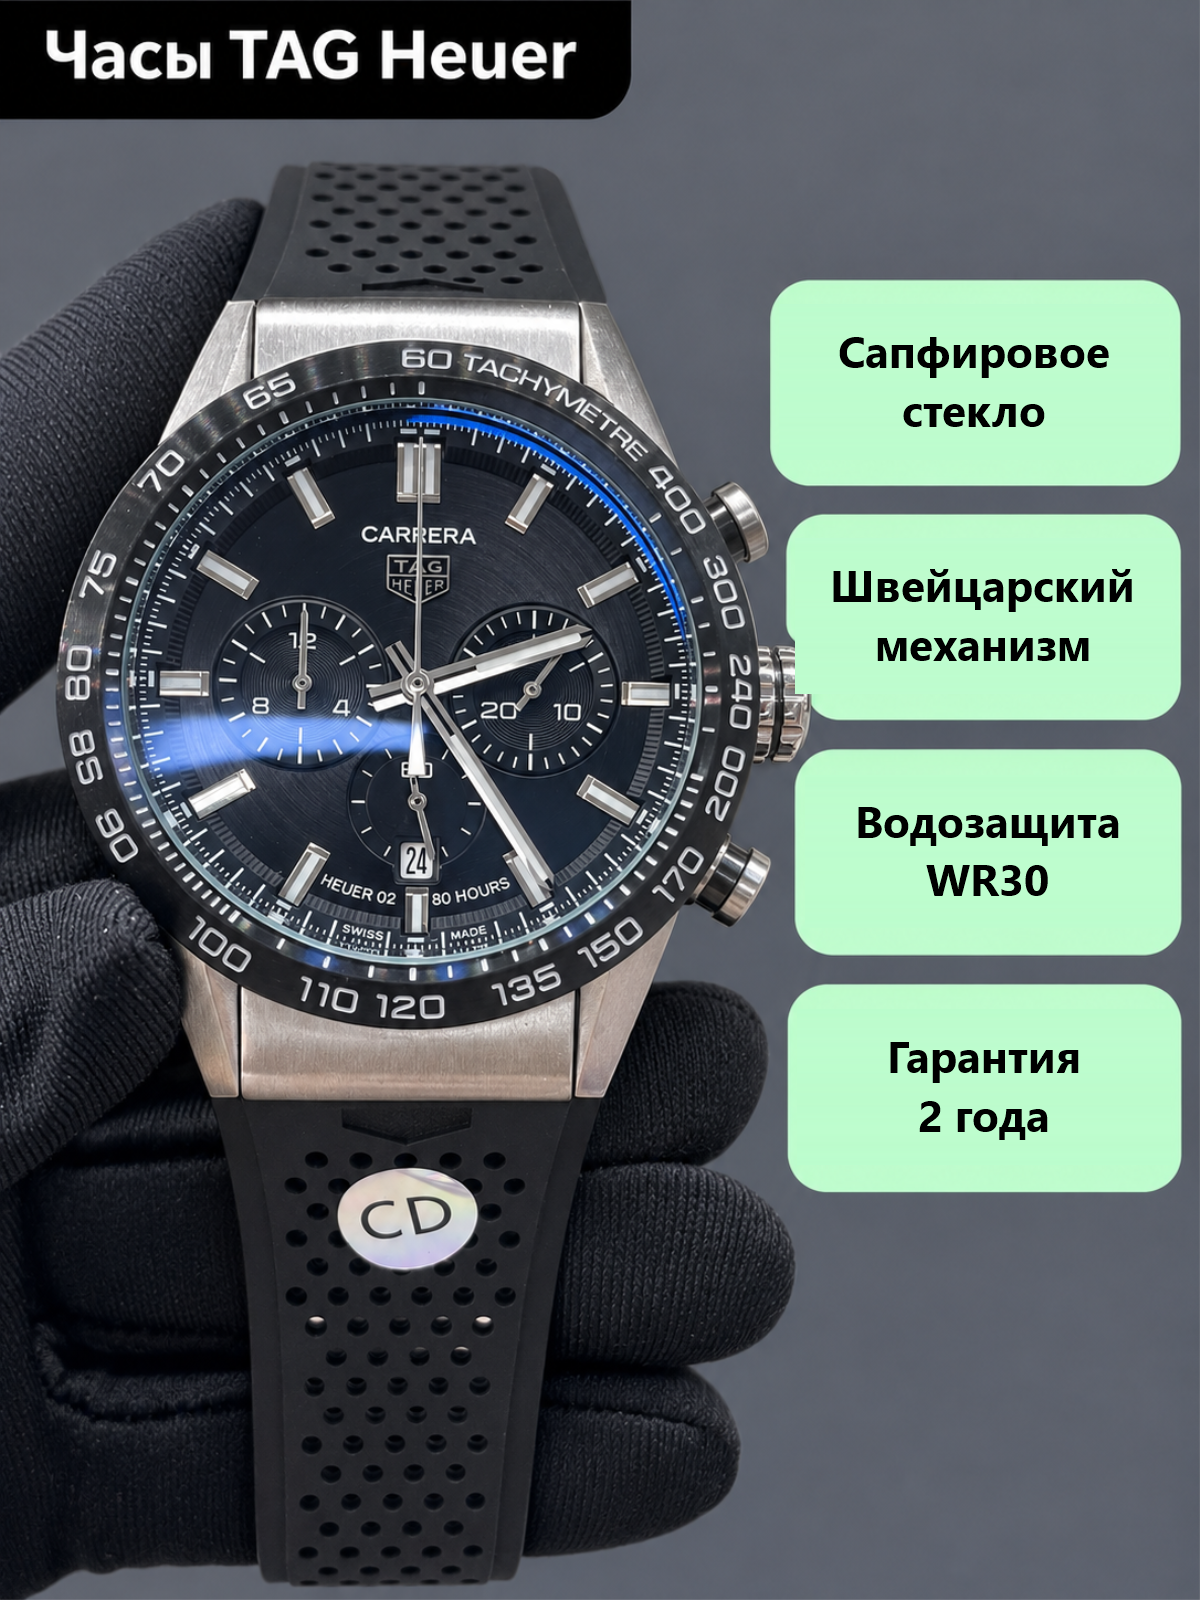 Часы TAG Heuer
Сапфировое
стекло
Швейцарский
механизм
Водозащита
WR30
Гарантия
2 года
60 TACHYMETRE 400 300 240 200 170 150 135 120 110 100 90 85 80 75 70 65
CARRERA
TAG
HEUER
12
8 4
20 10
60
24
HEUER 02 80 HOURS
SWISS MADE
CD